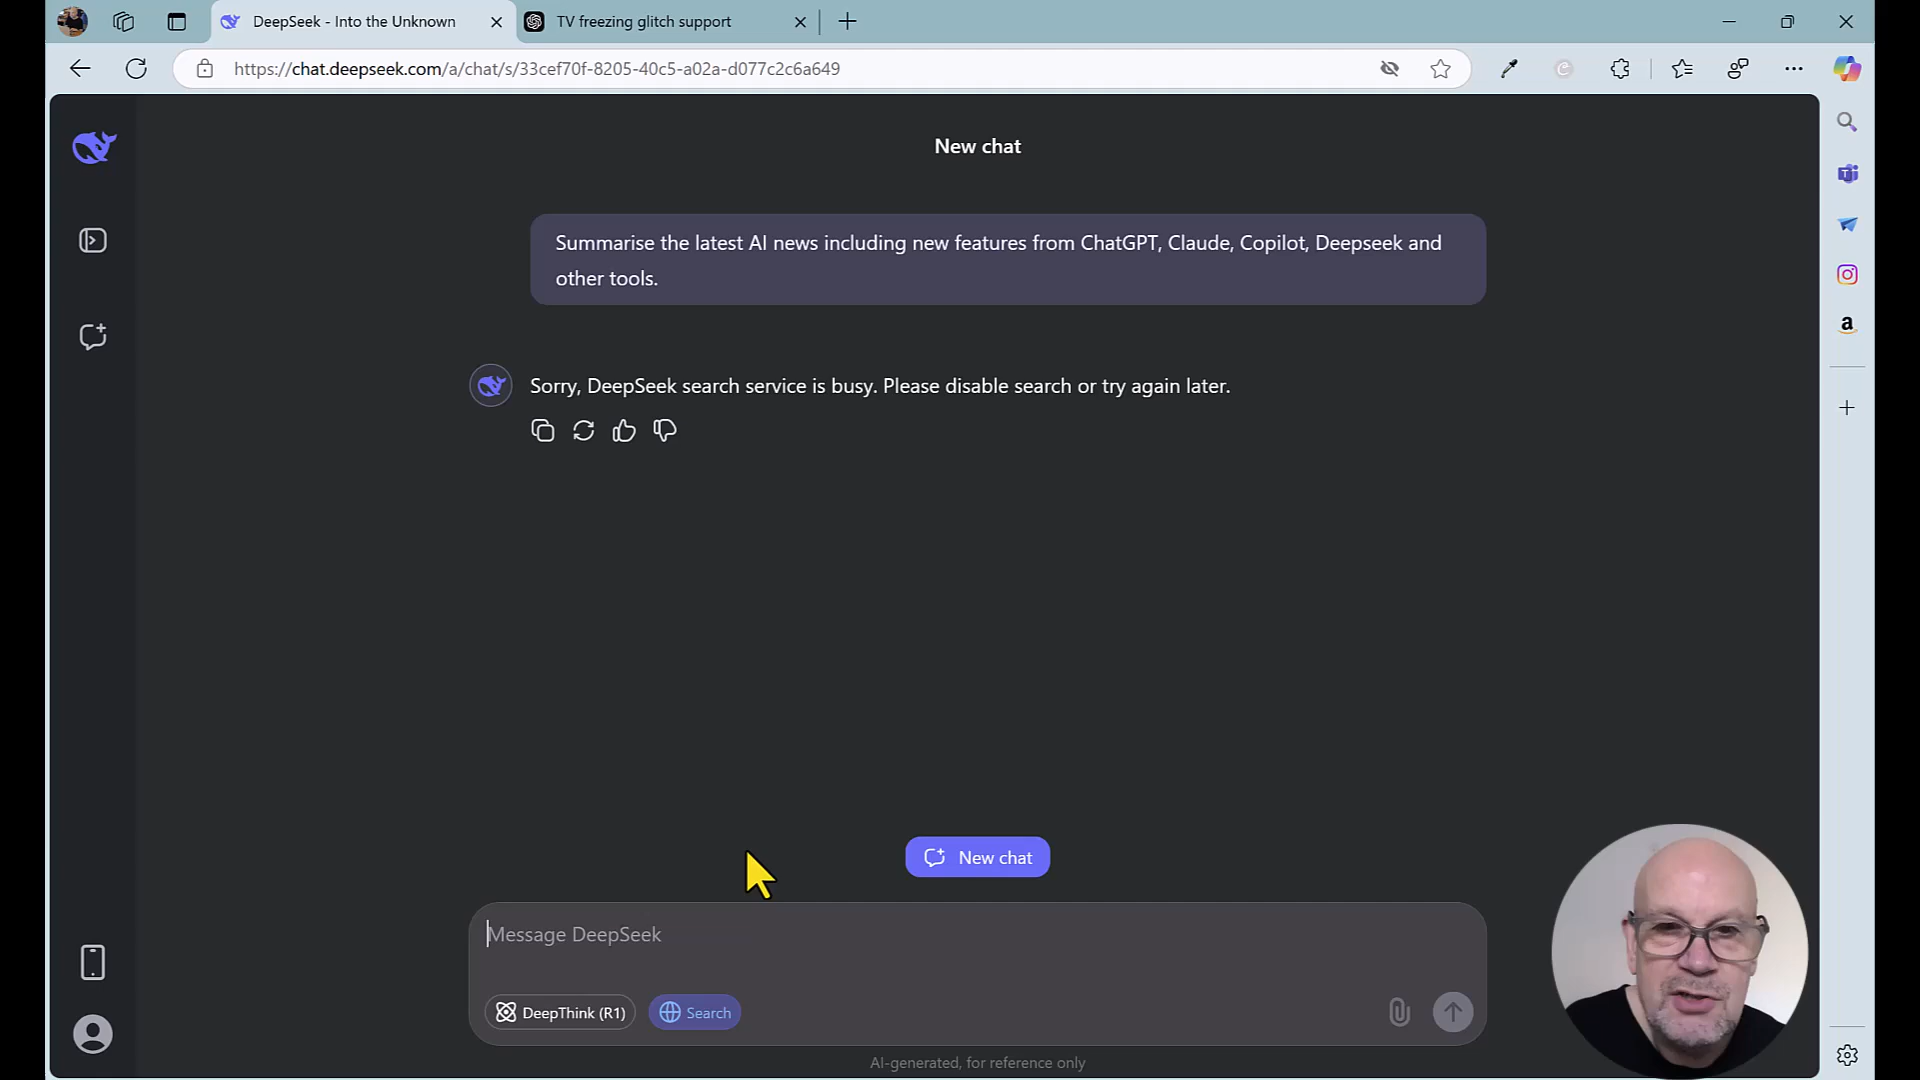 DeepSeek - Into the Unknown
TV freezing glitch support
https://chat.deepseek.com/a/chat/s/33cef70f-8205-40c5-a02a-d077c2c6a649
New chat
Summarise the latest AI news including new features from ChatGPT, Claude, Copilot, Deepseek and
other tools.
Sorry, DeepSeek search service is busy. Please disable search or try again later.
New chat
Message DeepSeek
DeepThink (R1)
Search
AI-generated, for reference only